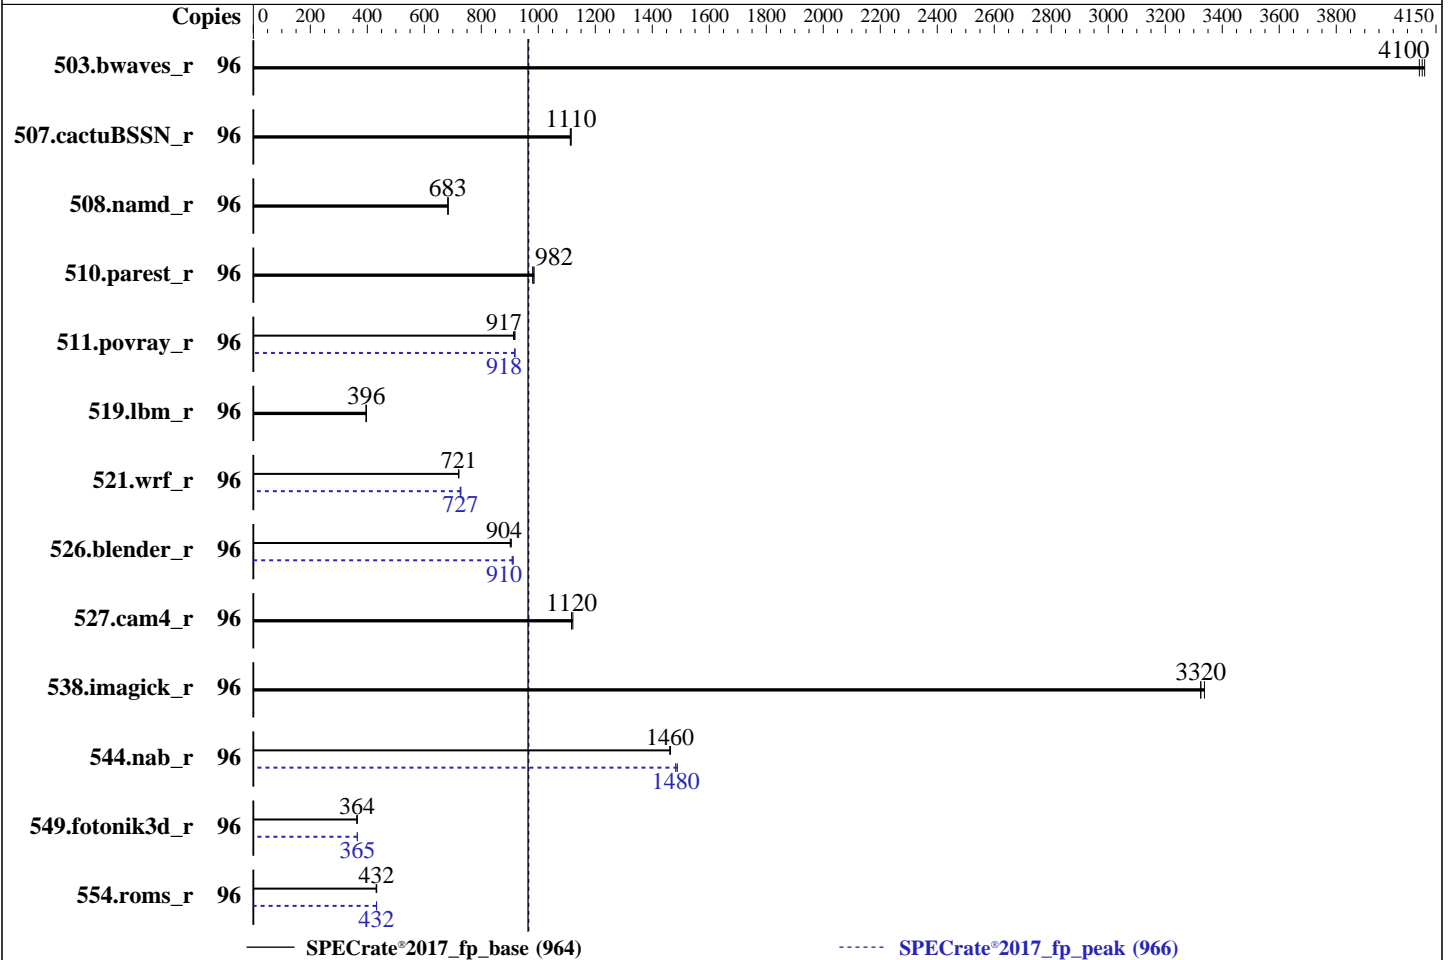 Copies 0 200 400 600 800 1000 1200 1400 1600 1800 2000 2200 2400 2600 2800 3000 3200 3400 3600 3800 4150
503.bwaves_r 96 4100
507.cactuBSSN_r 96 1110
508.namd_r 96 683
510.parest_r 96 982
511.povray_r 96 917
918
519.lbm_r 96 396
521.wrf_r 96 721
727
526.blender_r 96 904
910
527.cam4_r 96 1120
538.imagick_r 96 3320
544.nab_r 96 1460
1480
549.fotonik3d_r 96 364
365
554.roms_r 96 432
432
SPECrate®2017_fp_base (964) SPECrate®2017_fp_peak (966)